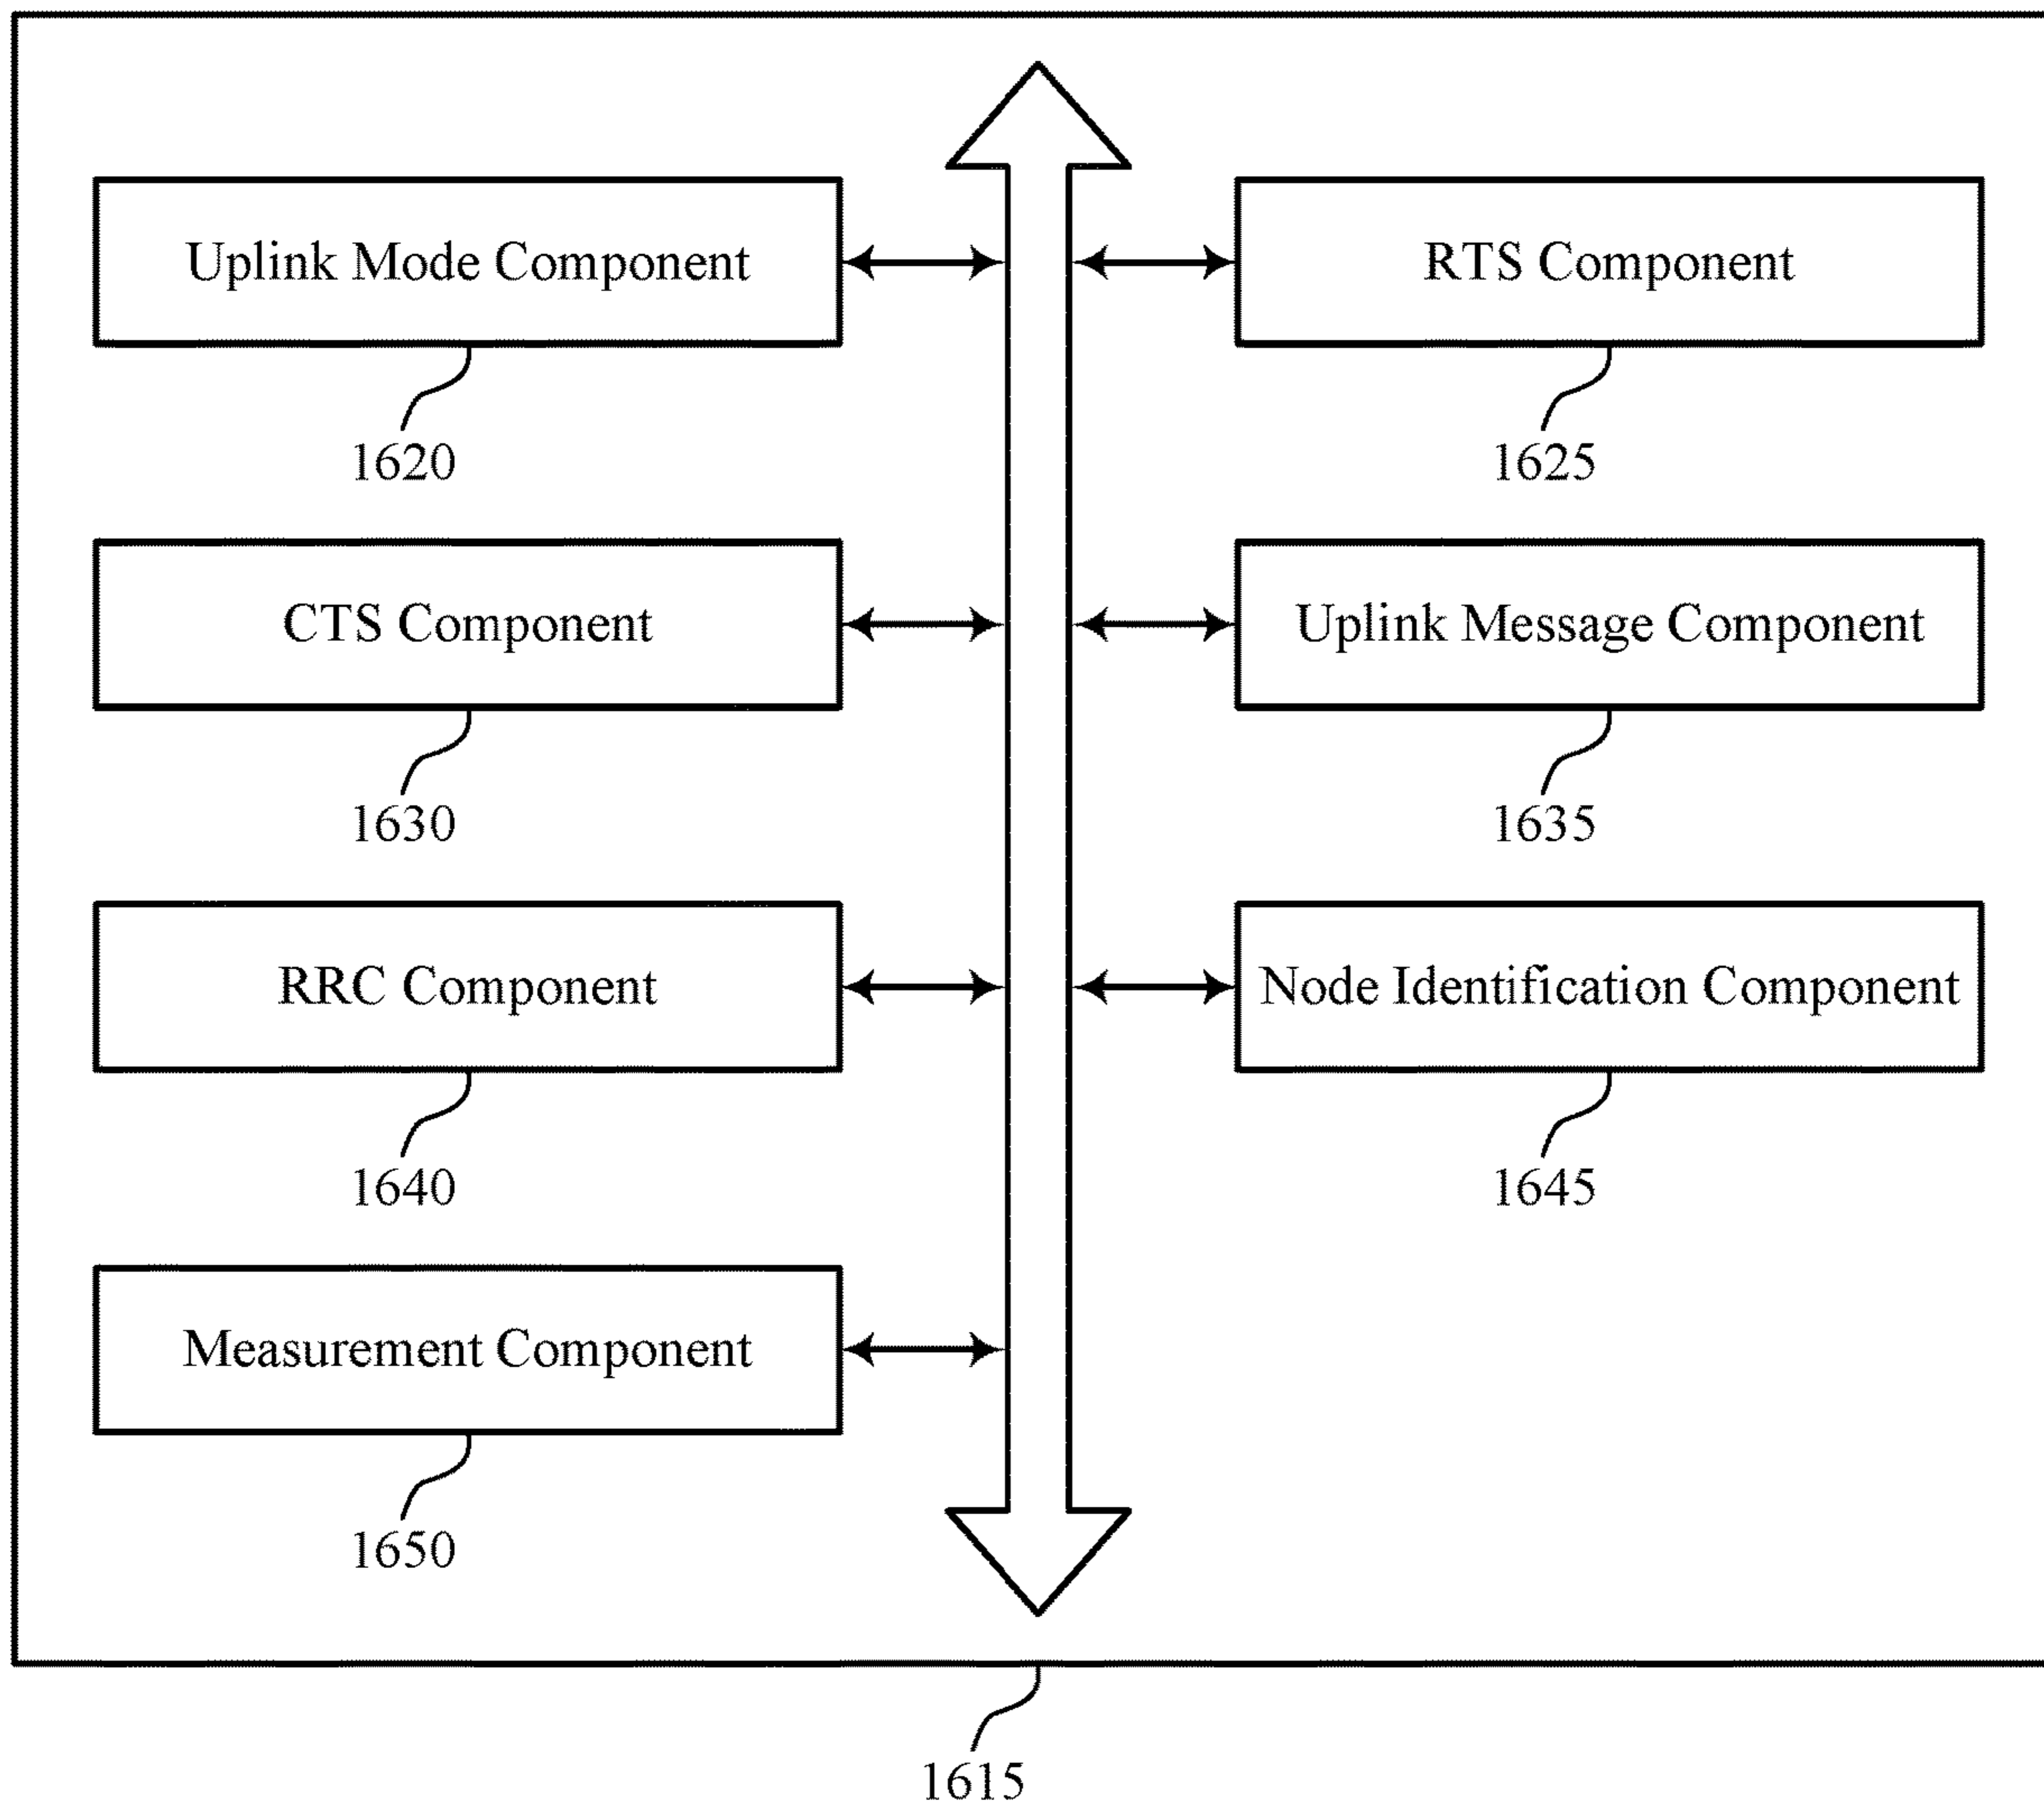 Uplink Mode Component
RTS Component
1620
1625
CTS Component
Uplink Message Component
1630
1635
RRC Component
Node Identification Component
1640
1645
Measurement Component
1650
1615